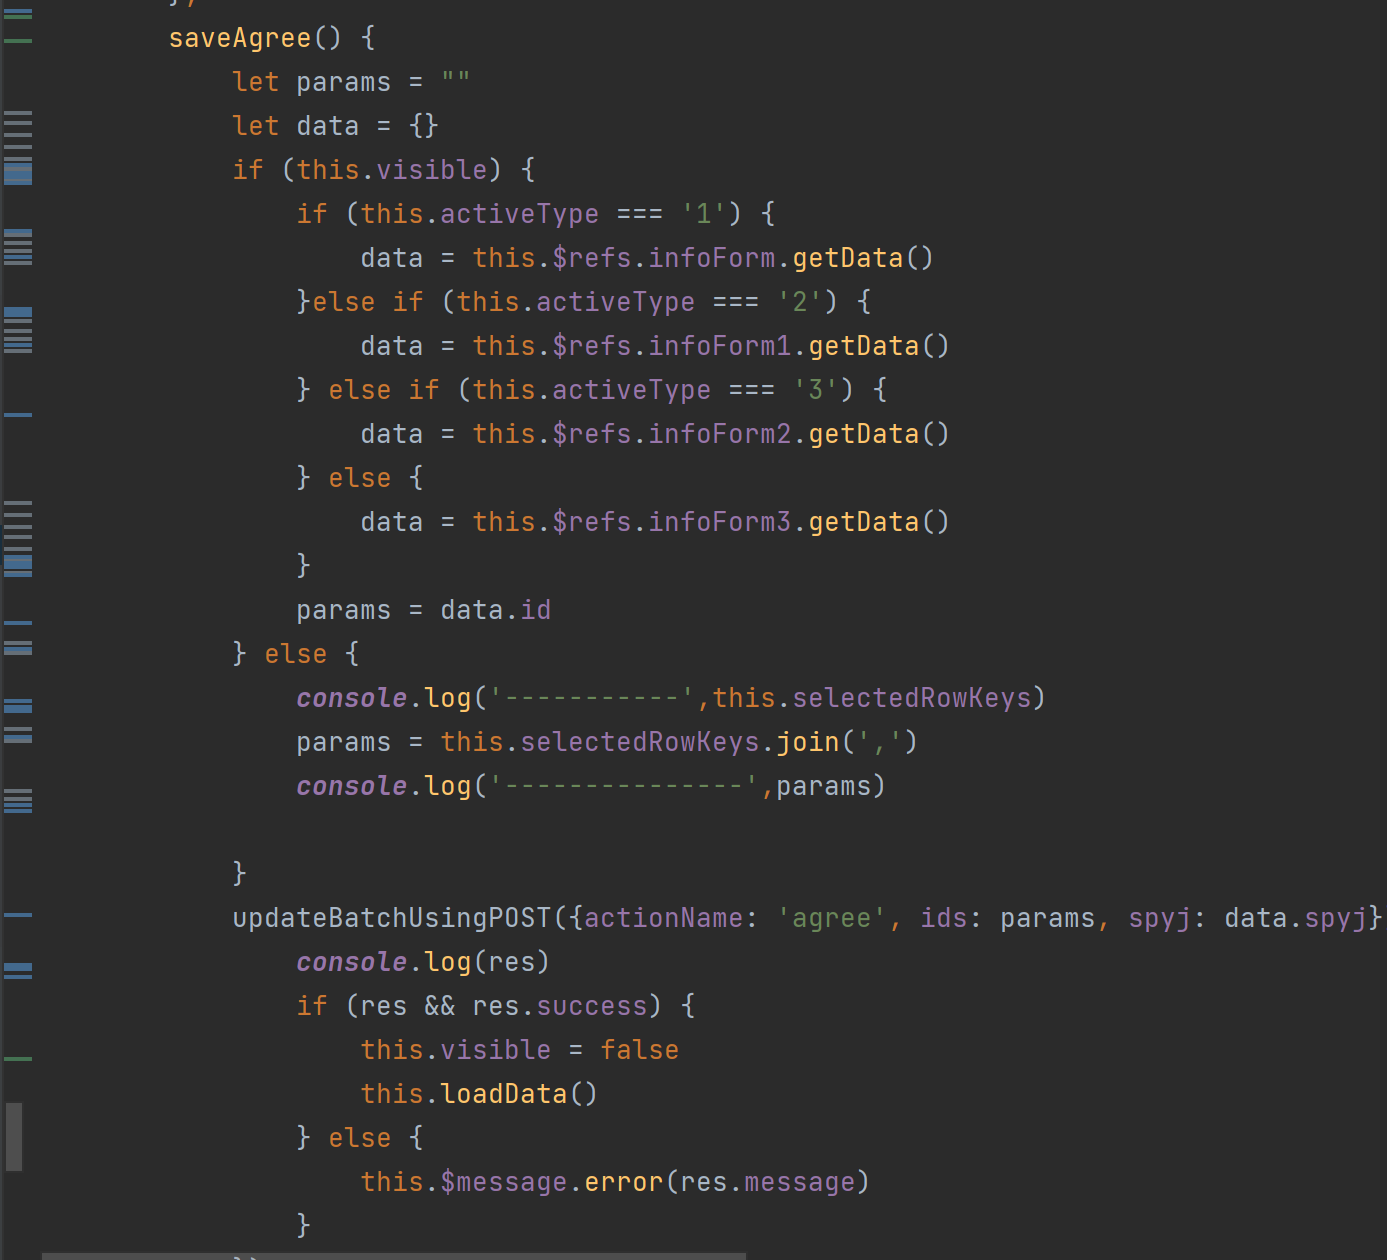 saveAgree() {
let params = ""
let data = {}
if (this.visible) {
if (this.activeType === '1') {
data = this.$refs.infoForm.getData()
}else if (this.activeType === '2') {
data = this.$refs.infoForm1.getData()
} else if (this.activeType === '3') {
data = this.$refs.infoForm2.getData()
} else {
data = this.$refs.infoForm3.getData()
}
params = data.id
} else {
console.log('-----------',this.selectedRowKeys)
params = this.selectedRowKeys.join(',')
console.log('---------------',params)
}
updateBatchUsingPOST({actionName: 'agree', ids: params, spyj: data.spyj}
console.log(res)
if (res && res.success) {
this.visible = false
this.loadData()
} else {
this.$message.error(res.message)
}